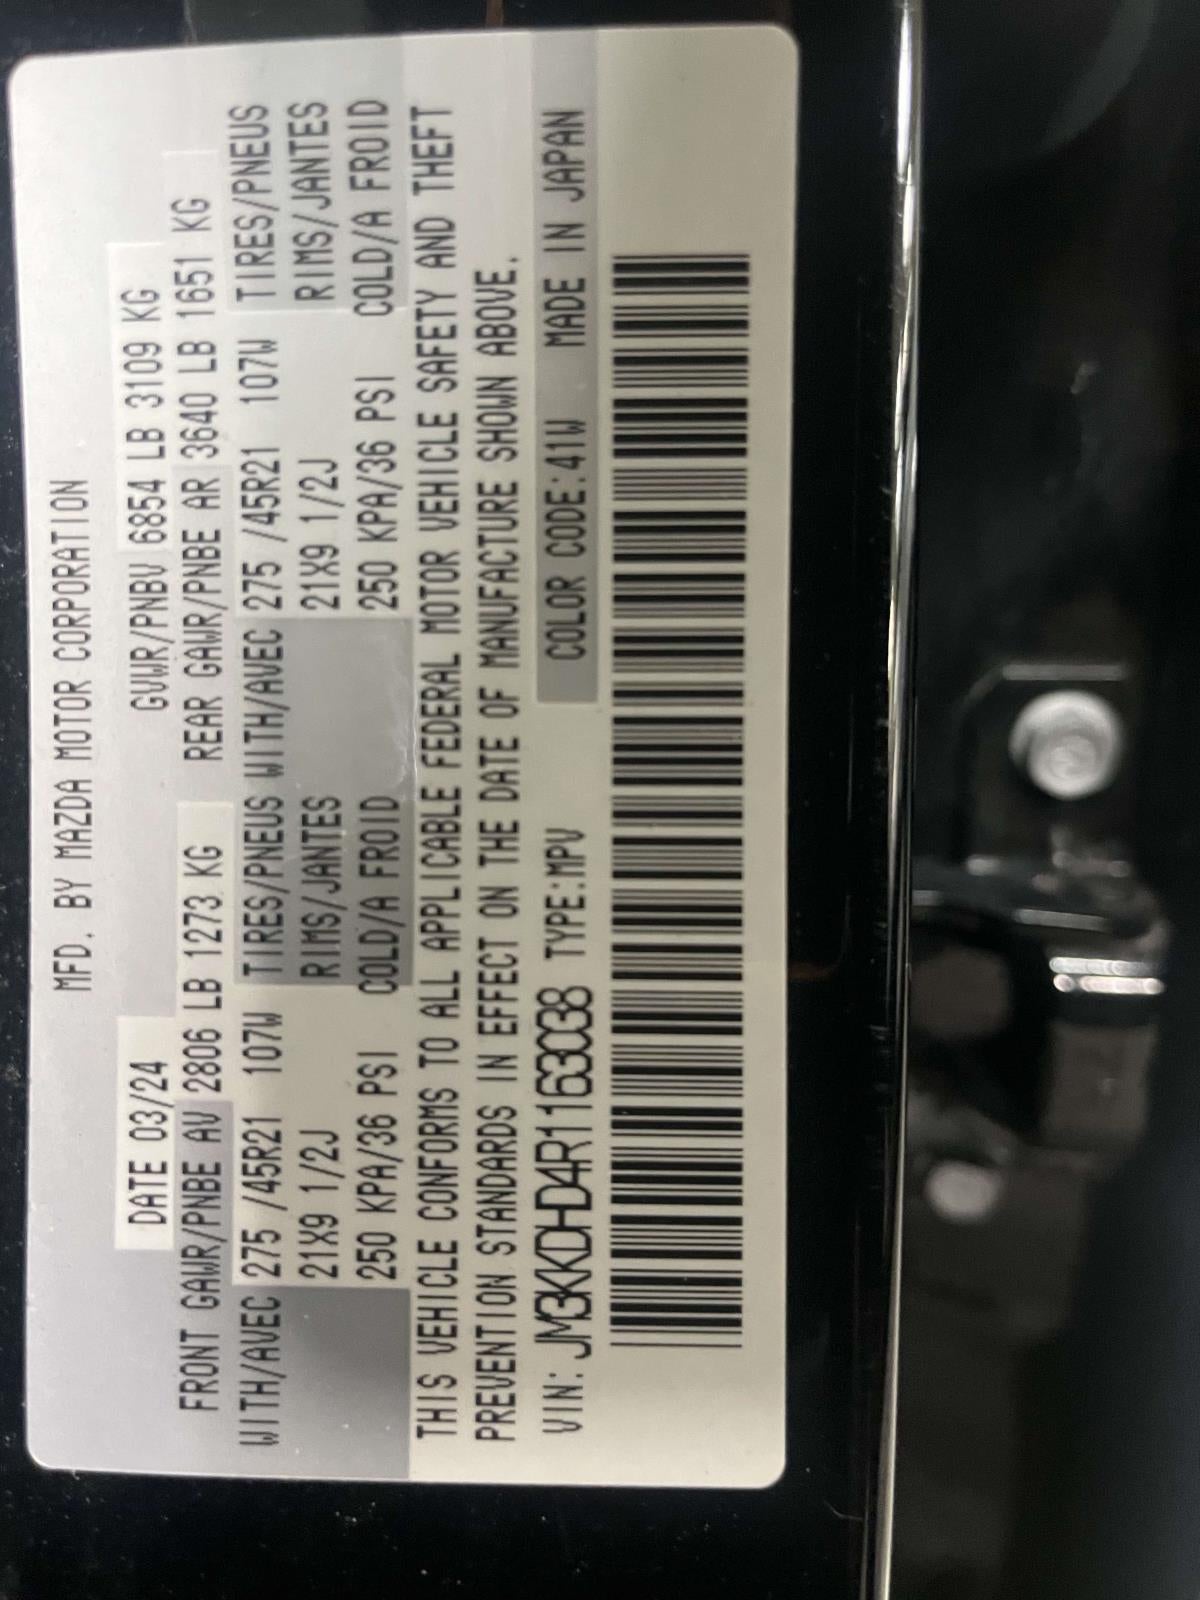 MFD. BY MAZDA MOTOR CORPORATION
DATE 03/24 GVWR/PNBV 6854 LB 3109 KG
FRONT GAWR/PNBE AV 2806 LB 1273 KG REAR GAWR/PNBE AR 3640 LB 1651 KG
WITH/AVEC 275 /45R21 107W TIRES/PNEUS WITH/AVEC 275 /45R21 107W TIRES/PNEUS
21X9 1/2J RIMS/JANTES 21X9 1/2J RIMS/JANTES
250 KPA/36 PSI COLD/A FROID 250 KPA/36 PSI COLD/A FROID
THIS VEHICLE CONFORMS TO ALL APPLICABLE FEDERAL MOTOR VEHICLE SAFETY AND THEFT
PREVENTION STANDARDS IN EFFECT ON THE DATE OF MANUFACTURE SHOWN ABOVE.
VIN: JM3KKDHD4R1163038 TYPE:MPV COLOR CODE:41W MADE IN JAPAN